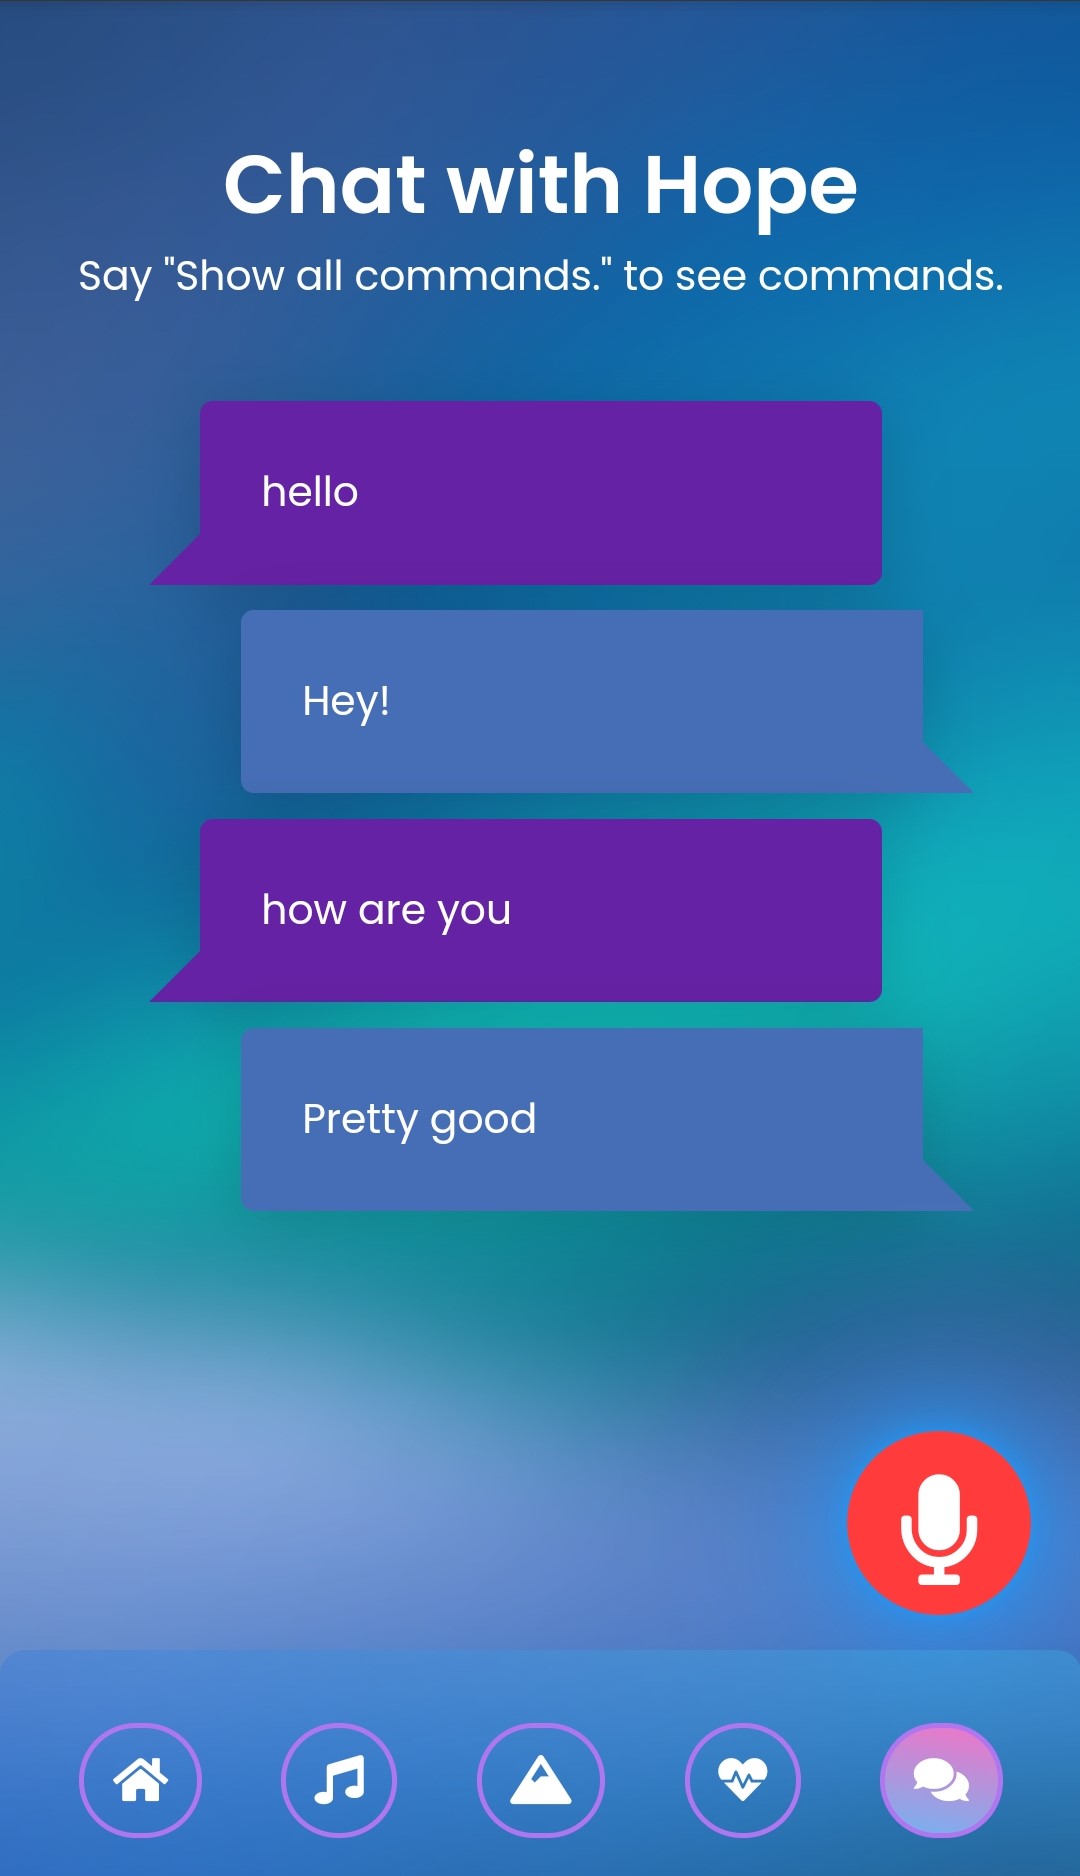 Chat with Hope
Say "Show all commands." to see commands.
hello
Hey!
how are you
Pretty good